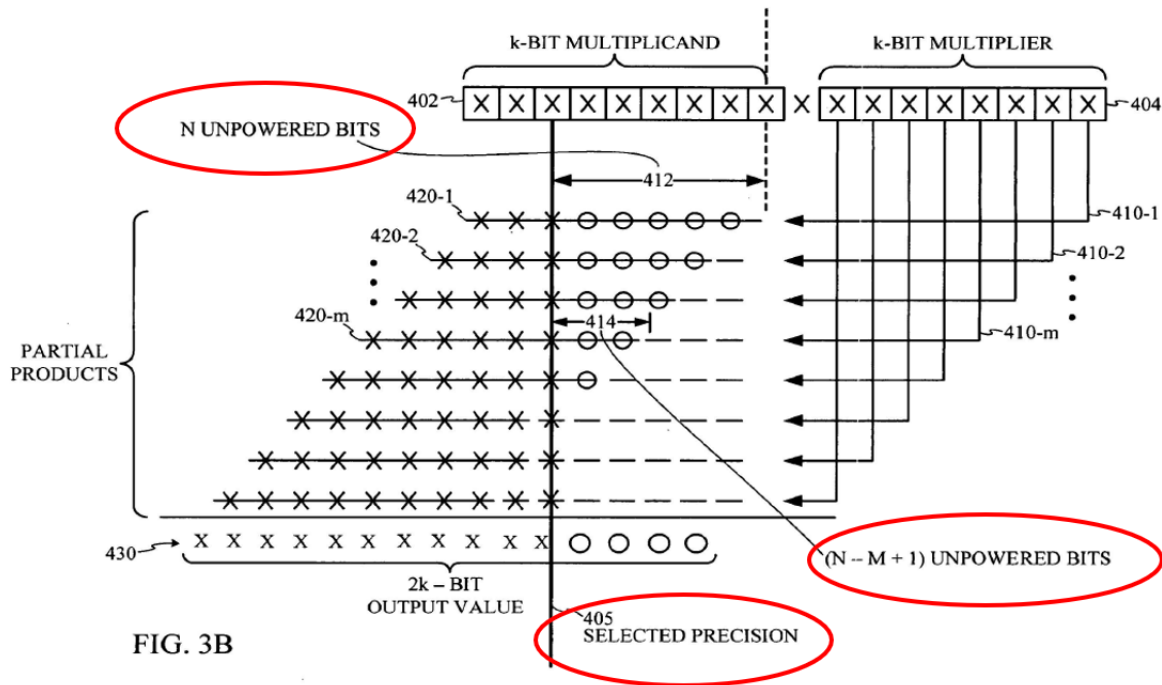 k-BIT MULTIPLICAND
k-BIT MULTIPLIER
402
X X X X X X X X X
X
X X X X X X X X
404
N UNPOWERED BITS
412
420-1
X X X O O O O O
410-1
420-2
X X X X O O O O
410-2
X X X X X O O O
414
420-m
X X X X X X O O
410-m
PARTIAL
PRODUCTS
X X X X X X X O
X X X X X X X X
X X X X X X X X X
X X X X X X X X X X
430
X X X X X X X X X X X O O O O
(N – M + 1) UNPOWERED BITS
2k – BIT
OUTPUT VALUE
405
SELECTED PRECISION
FIG. 3B